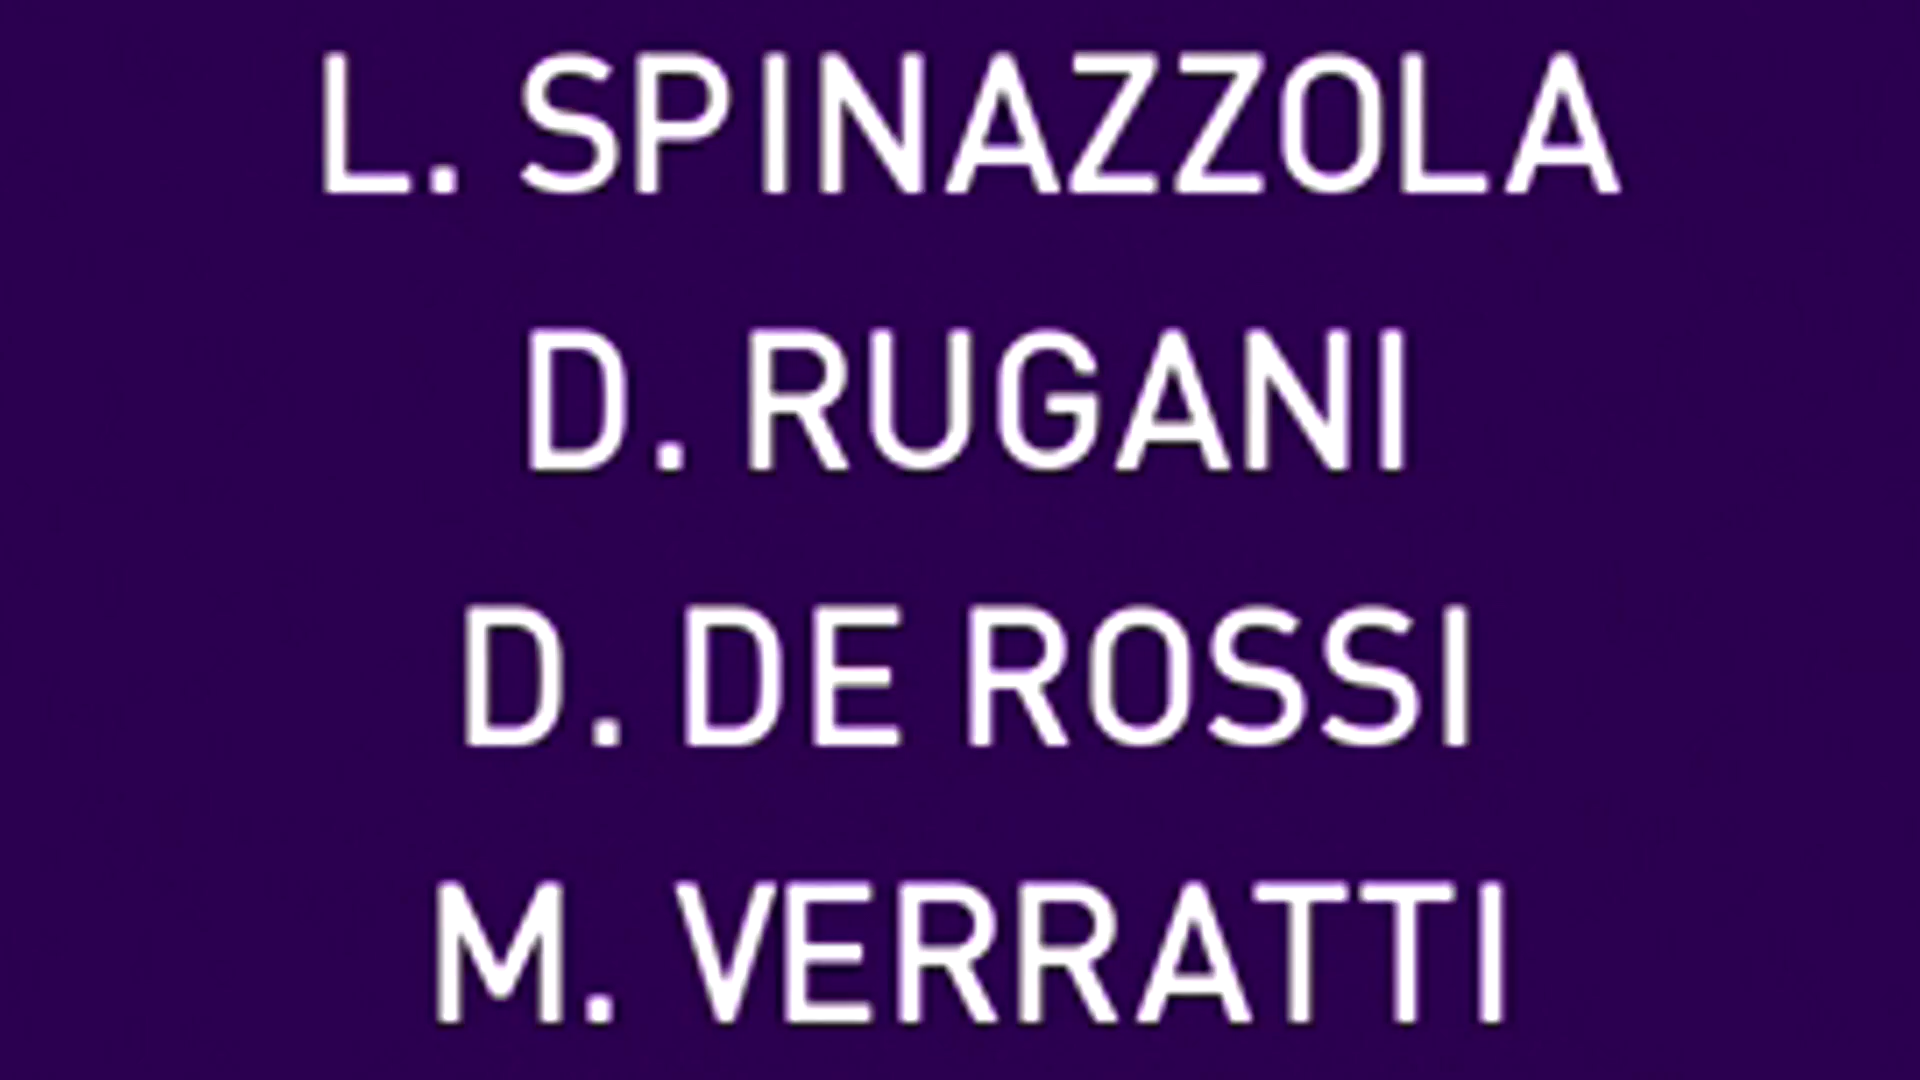 L. SPINAZZOLA
D. RUGANI
D. DE ROSSI
M. VERRATTI